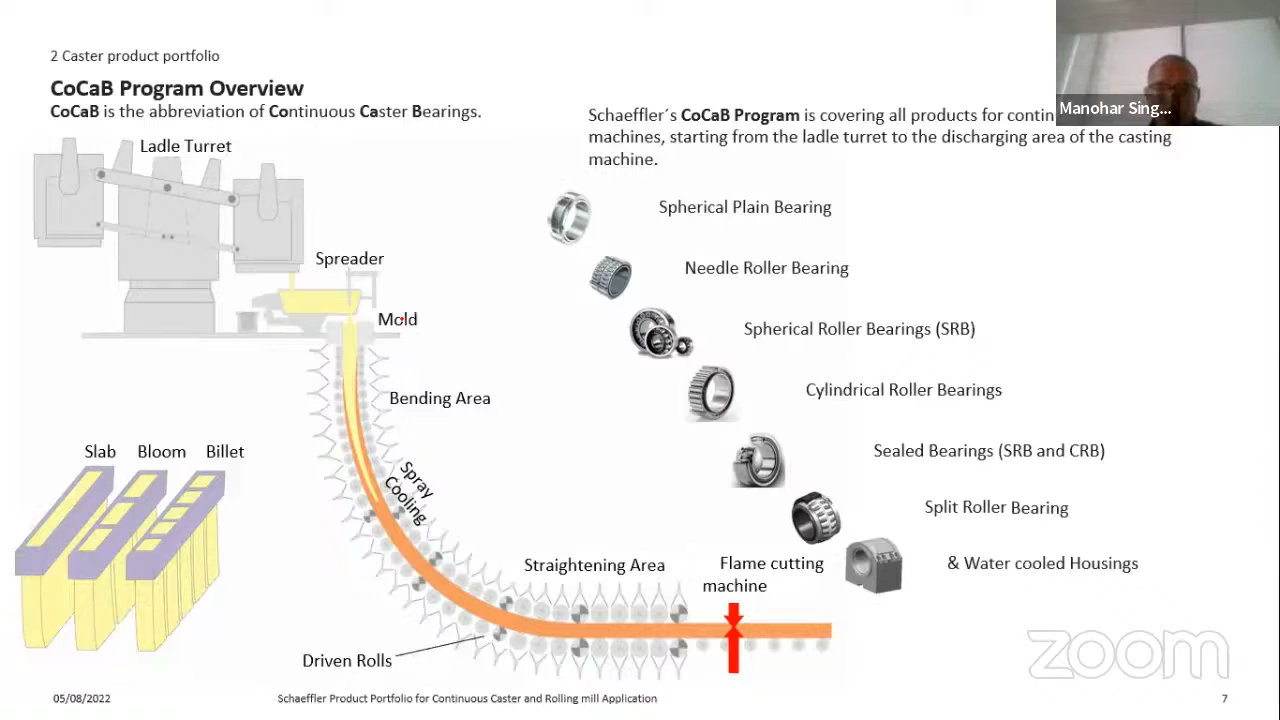 2 Caster product portfolio
CoCaB Program Overview
CoCaB is the abbreviation of Continuous Caster Bearings.
Schaeffler´s CoCaB Program is covering all products for contin
machines, starting from the ladle turret to the discharging area of the casting
machine.
Manohar Sing...
Ladle Turret
Spreader
Mold
Bending Area
Spray
Cooling
Slab Bloom Billet
Straightening Area
Flame cutting
machine
Driven Rolls
Spherical Plain Bearing
Needle Roller Bearing
Spherical Roller Bearings (SRB)
Cylindrical Roller Bearings
Sealed Bearings (SRB and CRB)
Split Roller Bearing
& Water cooled Housings
zoom
05/08/2022
Schaeffler Product Portfolio for Continuous Caster and Rolling mill Application
7